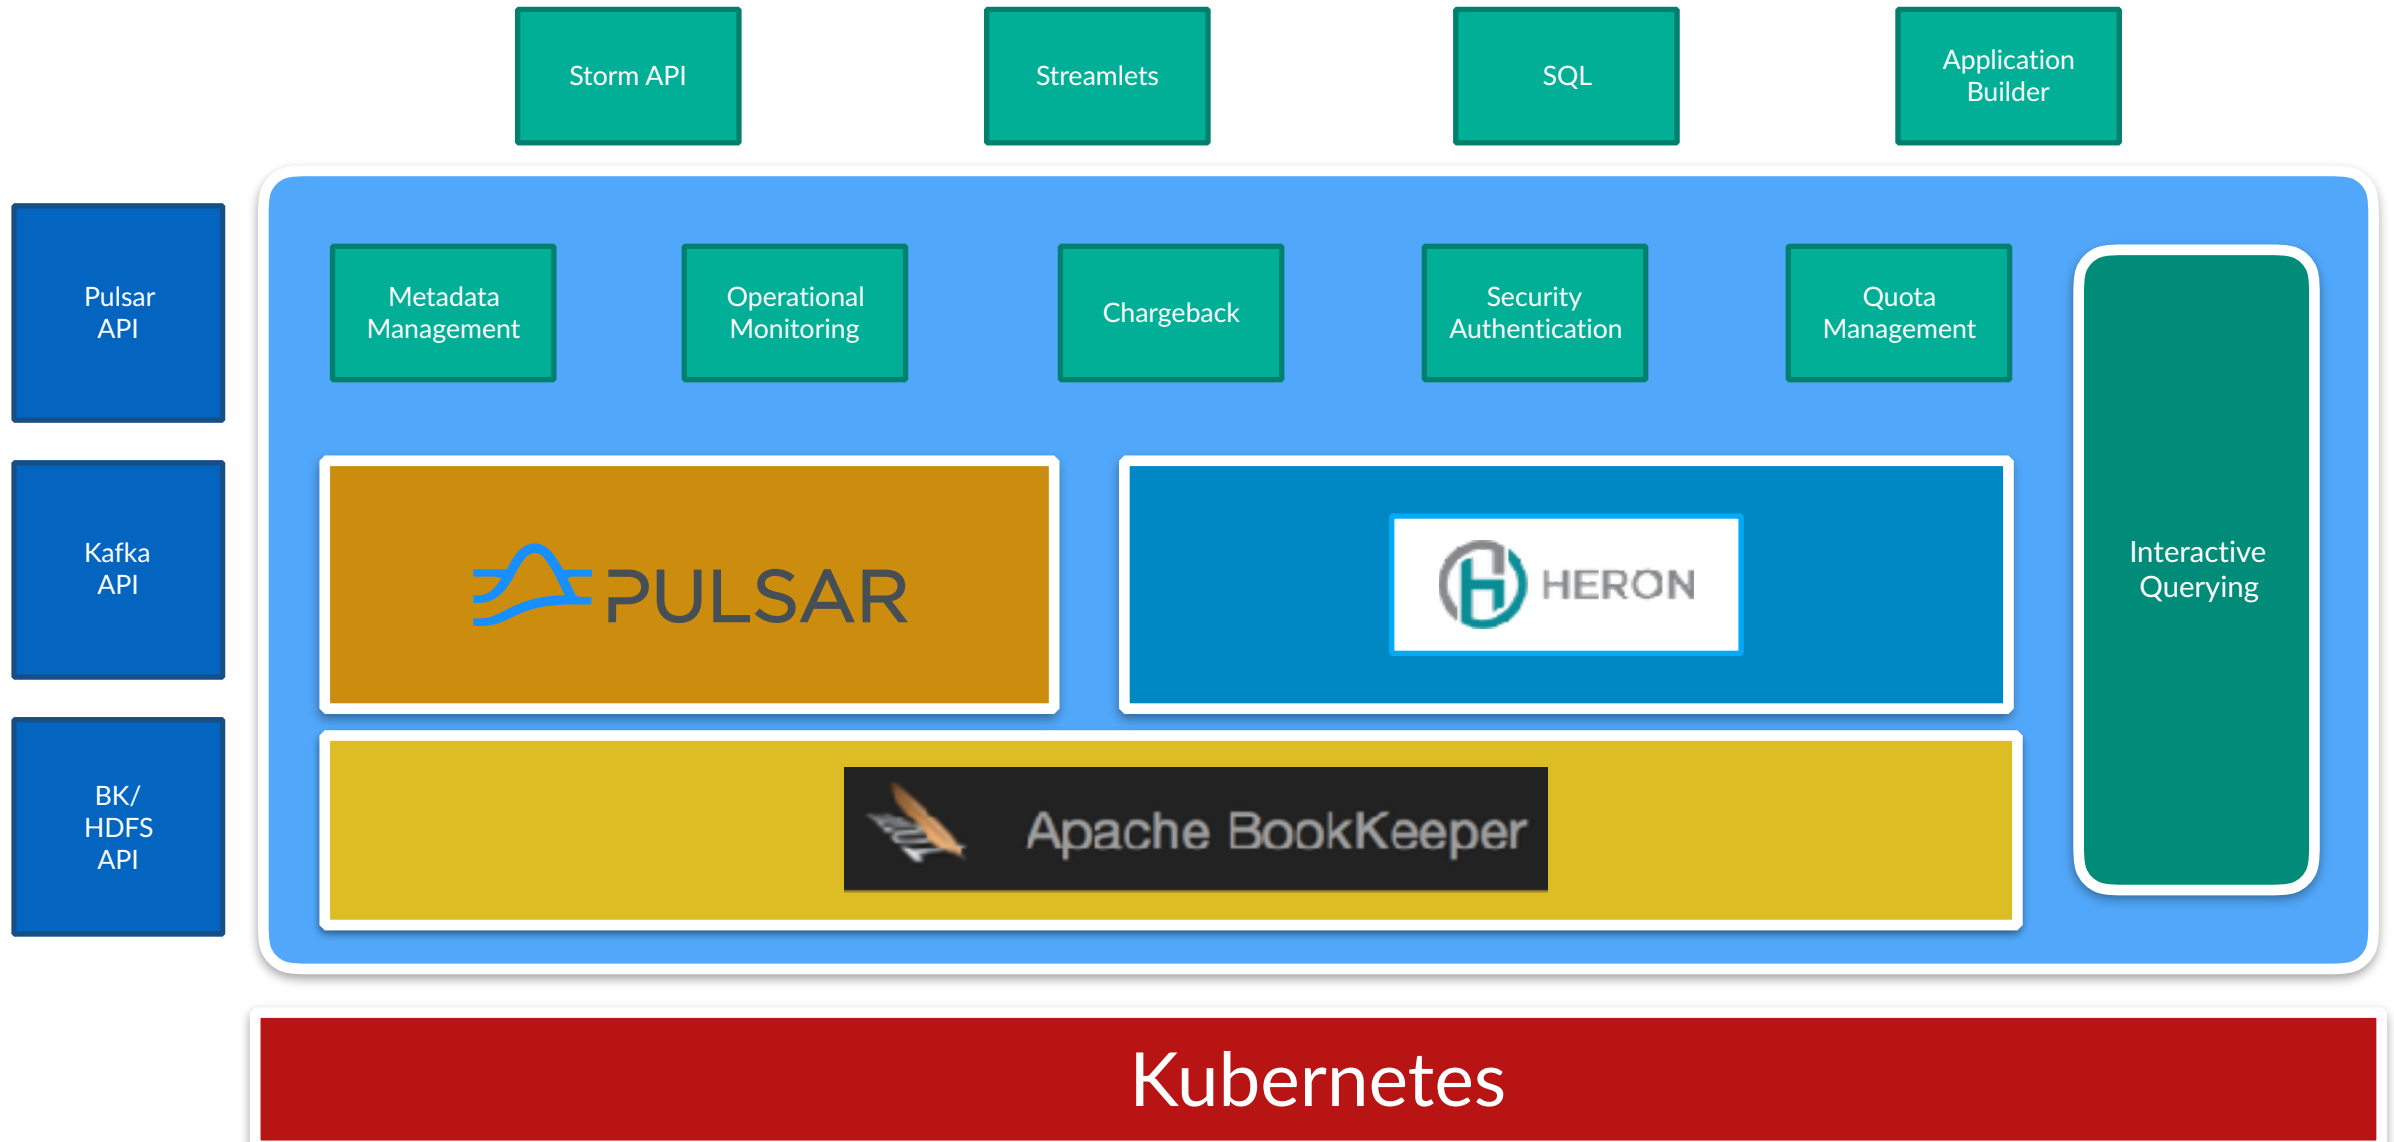 Storm API
Streamlets
SQL
Application
Builder
Pulsar
API
Metadata
Management
Operational
Monitoring
Chargeback
Security
Authentication
Quota
Management
Kafka
API
PULSAR
HERON
Interactive
Querying
BK/
HDFS
API
Apache BookKeeper
Kubernetes